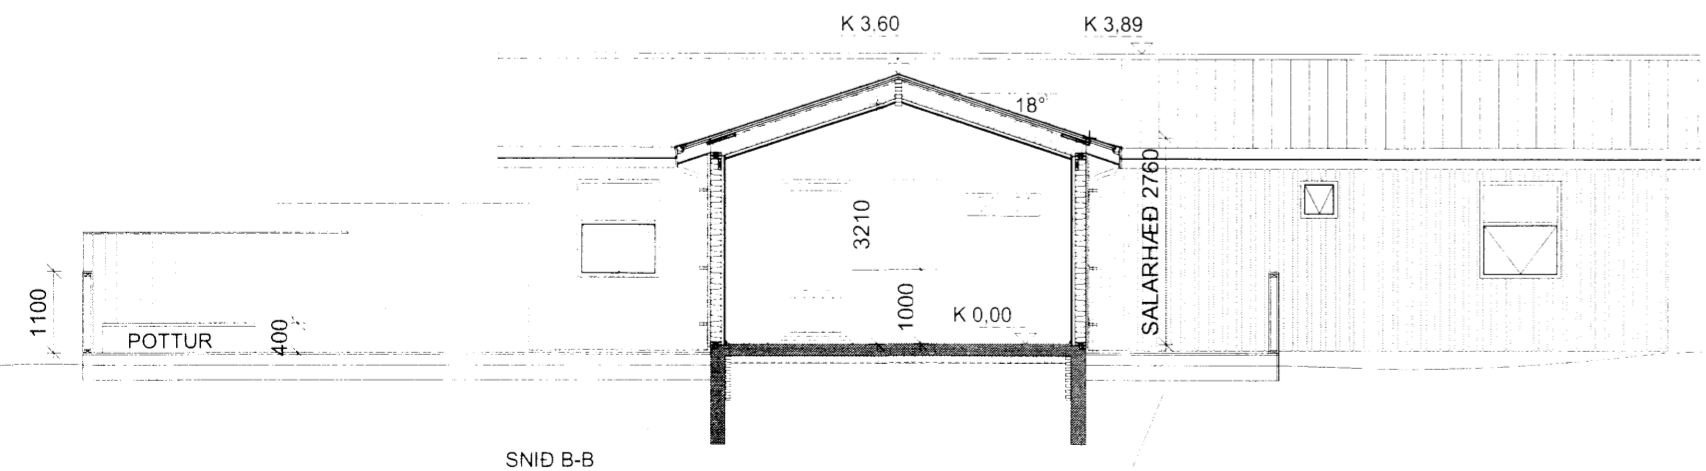 K 3,60
K 3,89
18°
SALARHÆÐ 2760
3210
1000
K 0,00
1100
POTTUR
400
SNIÐ B-B